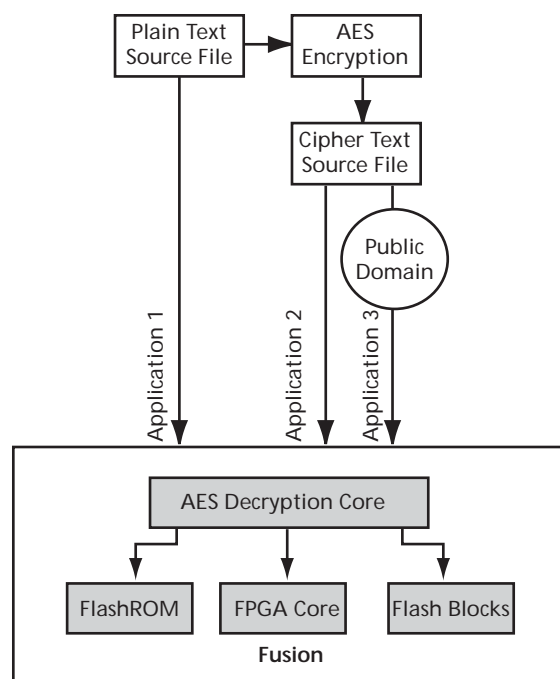 Plain Text
Source File
AES
Encryption
Cipher Text
Source File
Public
Domain
Application 1
Application 2
Application 3
AES Decryption Core
FlashROM
FPGA Core
Flash Blocks
Fusion